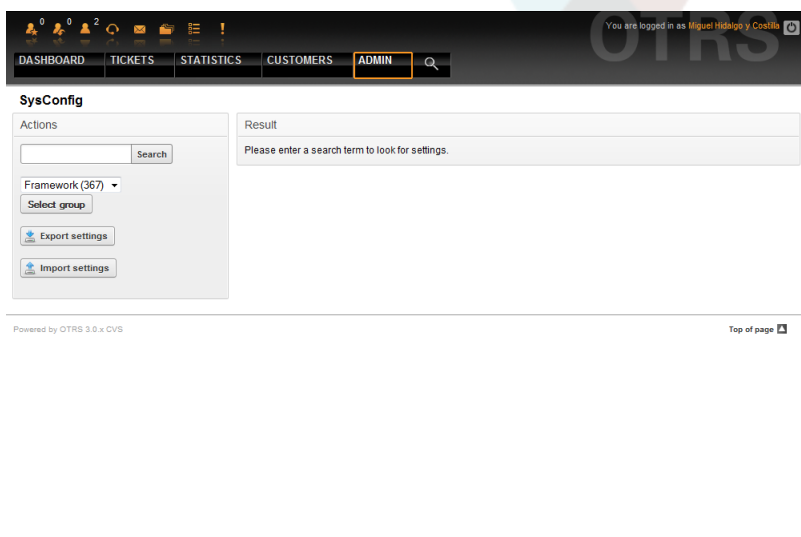 0 0 2
You are logged in as Miguel Hidalgo y Costilla
OTRS
DASHBOARD TICKETS STATISTICS CUSTOMERS ADMIN
SysConfig
Actions
Search
Framework (367)
Select group
Export settings
Import settings
Result
Please enter a search term to look for settings.
Powered by OTRS 3.0.x CVS
Top of page